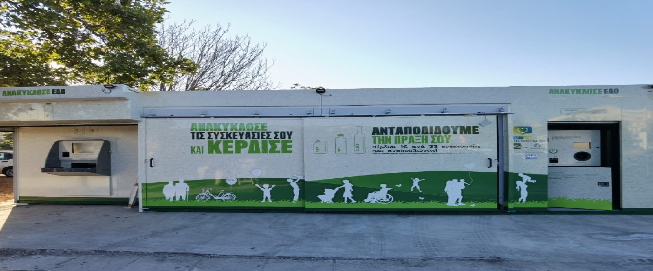 ΑΝΑΚΥΚΛΩΣΕ ΕΔΩ
ΑΝΑΚΥΚΛΩΣΕ
ΤΙΣ ΣΥΣΚΕΥΑΣΙΕΣ ΣΟΥ
ΚΑΙ ΚΕΡΔΙΣΕ
ΑΝΤΑΠΟΔΙΔΟΥΜΕ
ΤΗΝ ΠΡΑΞΗ ΣΟΥ
ΑΝΑΚΥΚΛΩΣΕ ΕΔΩ